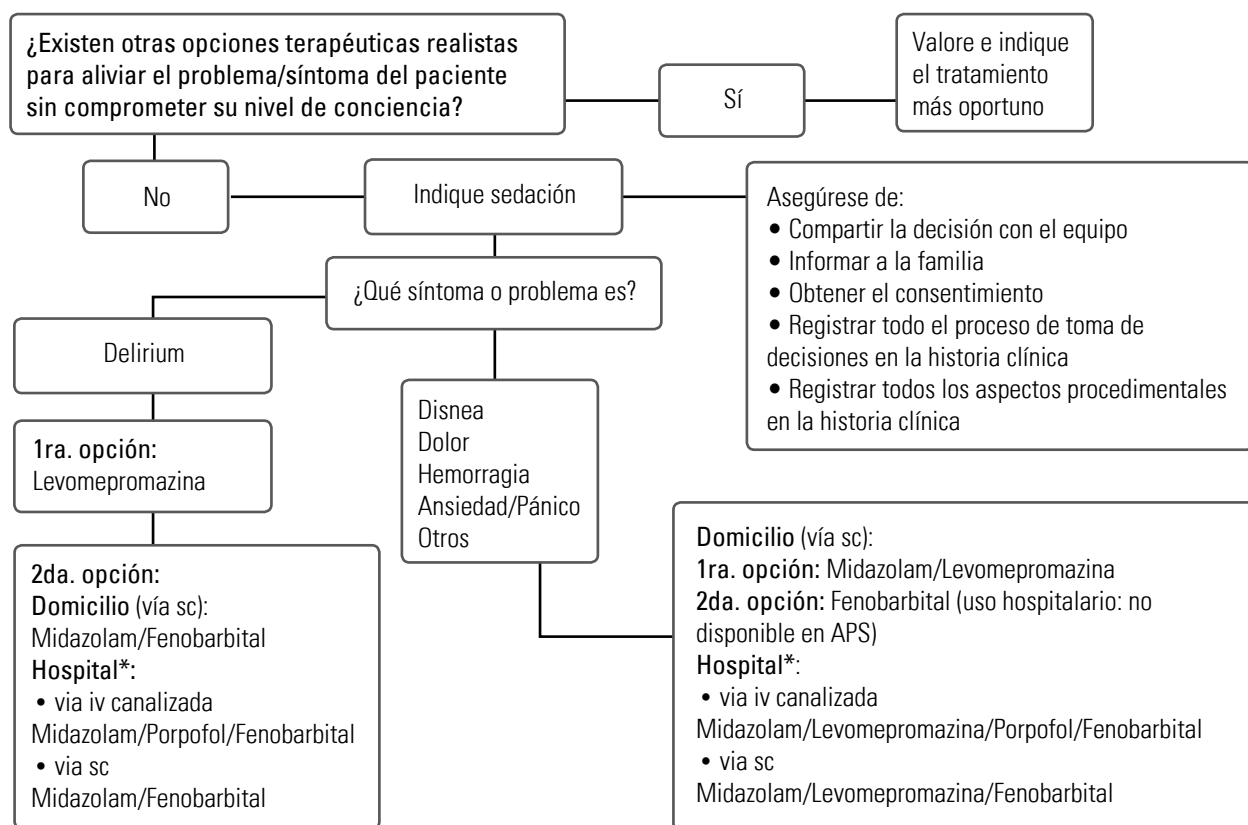 ¿Existen otras opciones terapéuticas realistas
para aliviar el problema/síntoma del paciente
sin comprometer su nivel de conciencia?
Sí
Valore e indique
el tratamiento
más oportuno
No
Indique sedación
Asegúrese de:
• Compartir la decisión con el equipo
• Informar a la familia
• Obtener el consentimiento
• Registrar todo el proceso de toma de
decisiones en la historia clínica
• Registrar todos los aspectos procedimentales
en la historia clínica
¿Qué síntoma o problema es?
Delirium
1ra. opción:
Levomepromazina
2da. opción:
Domicilio (vía sc):
Midazolam/Fenobarbital
Hospital*:
• via iv canalizada
Midazolam/Porpofol/Fenobarbital
• via sc
Midazolam/Fenobarbital
Disnea
Dolor
Hemorragia
Ansiedad/Pánico
Otros
Domicilio (vía sc):
1ra. opción: Midazolam/Levomepromazina
2da. opción: Fenobarbital (uso hospitalario: no
disponible en APS)
Hospital*:
• via iv canalizada
Midazolam/Levomepromazina/Porpofol/Fenobarbital
• via sc
Midazolam/Levomepromazina/Fenobarbital